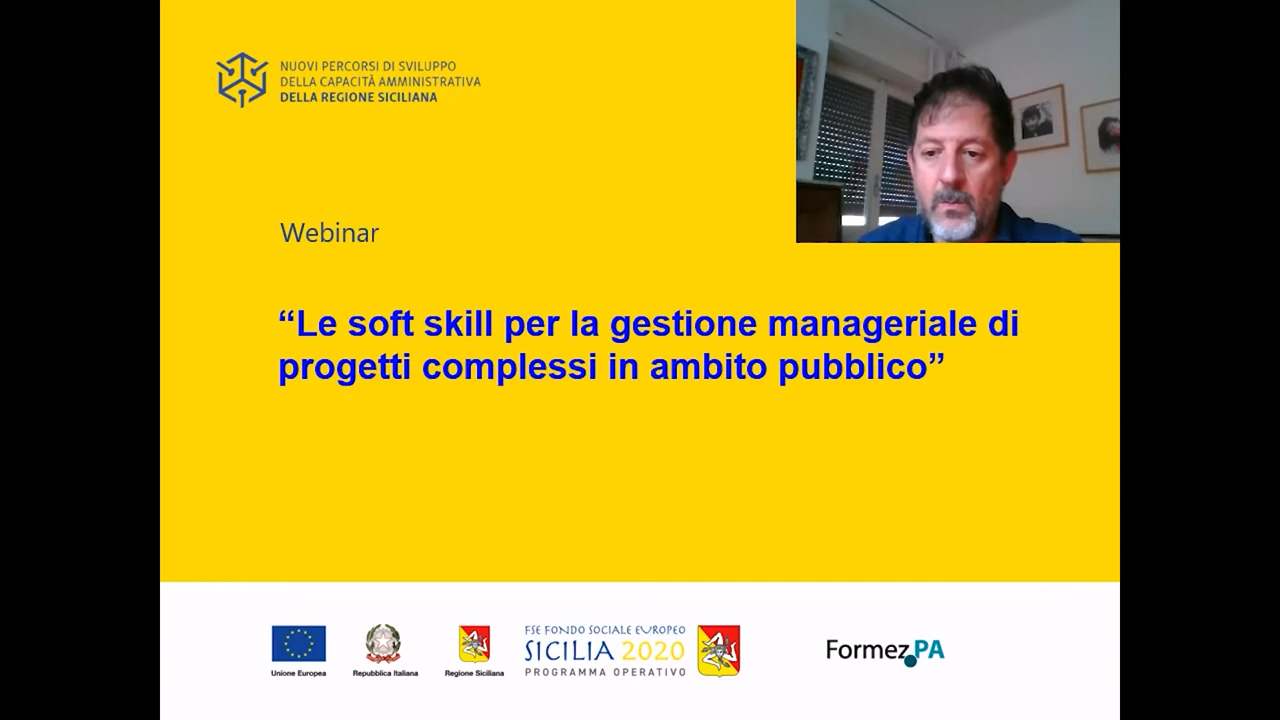 NUOVI PERCORSI DI SVILUPPO
DELLA CAPACITÀ AMMINISTRATIVA
DELLA REGIONE SICILIANA
Webinar
“Le soft skill per la gestione manageriale di
progetti complessi in ambito pubblico”
Unione Europea
Repubblica Italiana
Regione Siciliana
FSE FONDO SOCIALE EUROPEO
SICILIA 2020
PROGRAMMA OPERATIVO
Formez PA